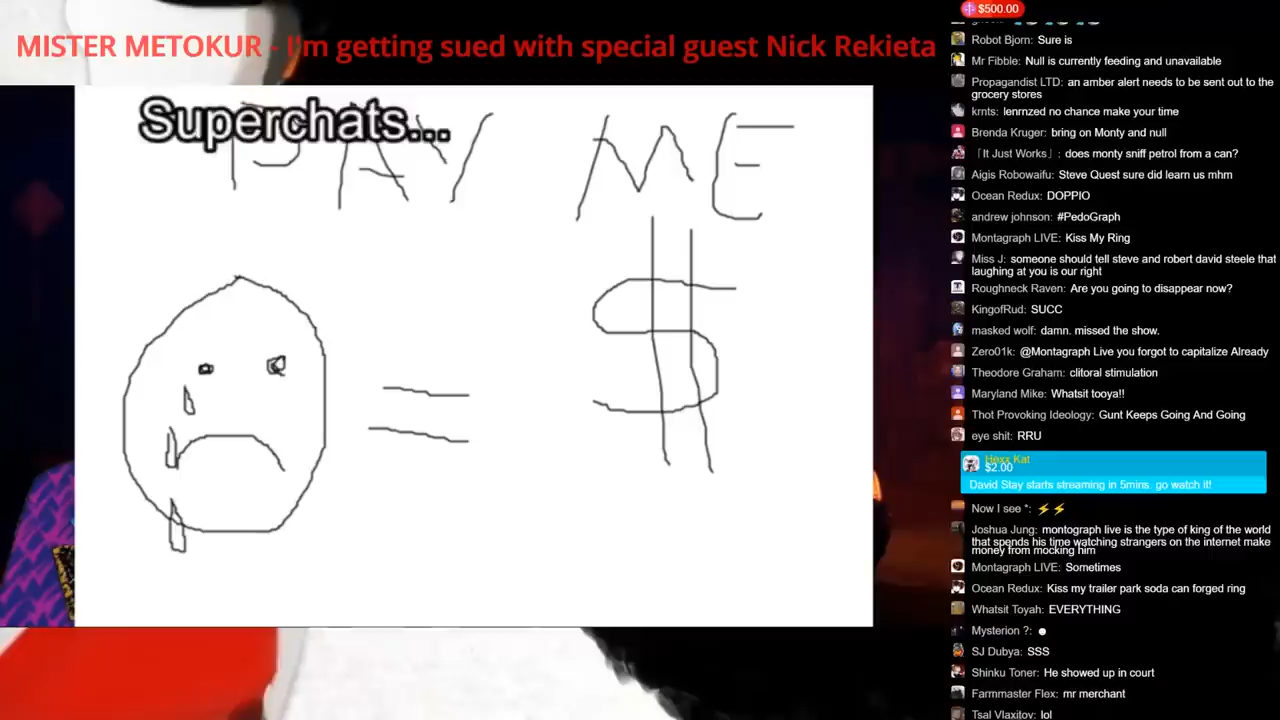 $500.00
MISTER METOKUR - I'm getting sued with special guest Nick Rekieta
Superchats...
PAY ME
=
$
Robot Bjorn: Sure is
Mr Fibble: Null is currently feeding and unavailable
Propagandist LTD: an amber alert needs to be sent out to the
grocery stores
krnts: lenrnzed no chance make your time
Brenda Kruger: bring on Monty and null
「It Just Works」: does monty sniff petrol from a can?
Aigis Robowaifu: Steve Quest sure did learn us mhm
Ocean Redux: DOPPIO
andrew johnson: #PedoGraph
Montagraph LIVE: Kiss My Ring
Miss J: someone should tell steve and robert david steele that
laughing at you is our right
Roughneck Raven: Are you going to disappear now?
KingofRud: SUCC
masked wolf: damn. missed the show.
Zero01k: @Montagraph Live you forgot to capitalize Already
Theodore Graham: clitoral stimulation
Maryland Mike: Whatsit tooya!!
Thot Provoking Ideology: Gunt Keeps Going And Going
eye shit: RRU
Hexx Kat
$2.00
David Stay starts streaming in 5mins. go watch it!
Now I see *: ⚡⚡
Joshua Jung: montograph live is the type of king of the world
that spends his time watching strangers on the internet make
money from mocking him
Montagraph LIVE: Sometimes
Ocean Redux: Kiss my trailer park soda can forged ring
Whatsit Toyah: EVERYTHING
Mysterion ?: ☻
SJ Dubya: SSS
Shinku Toner: He showed up in court
Farmmaster Flex: mr merchant
Tsal Vlaxitov: lol